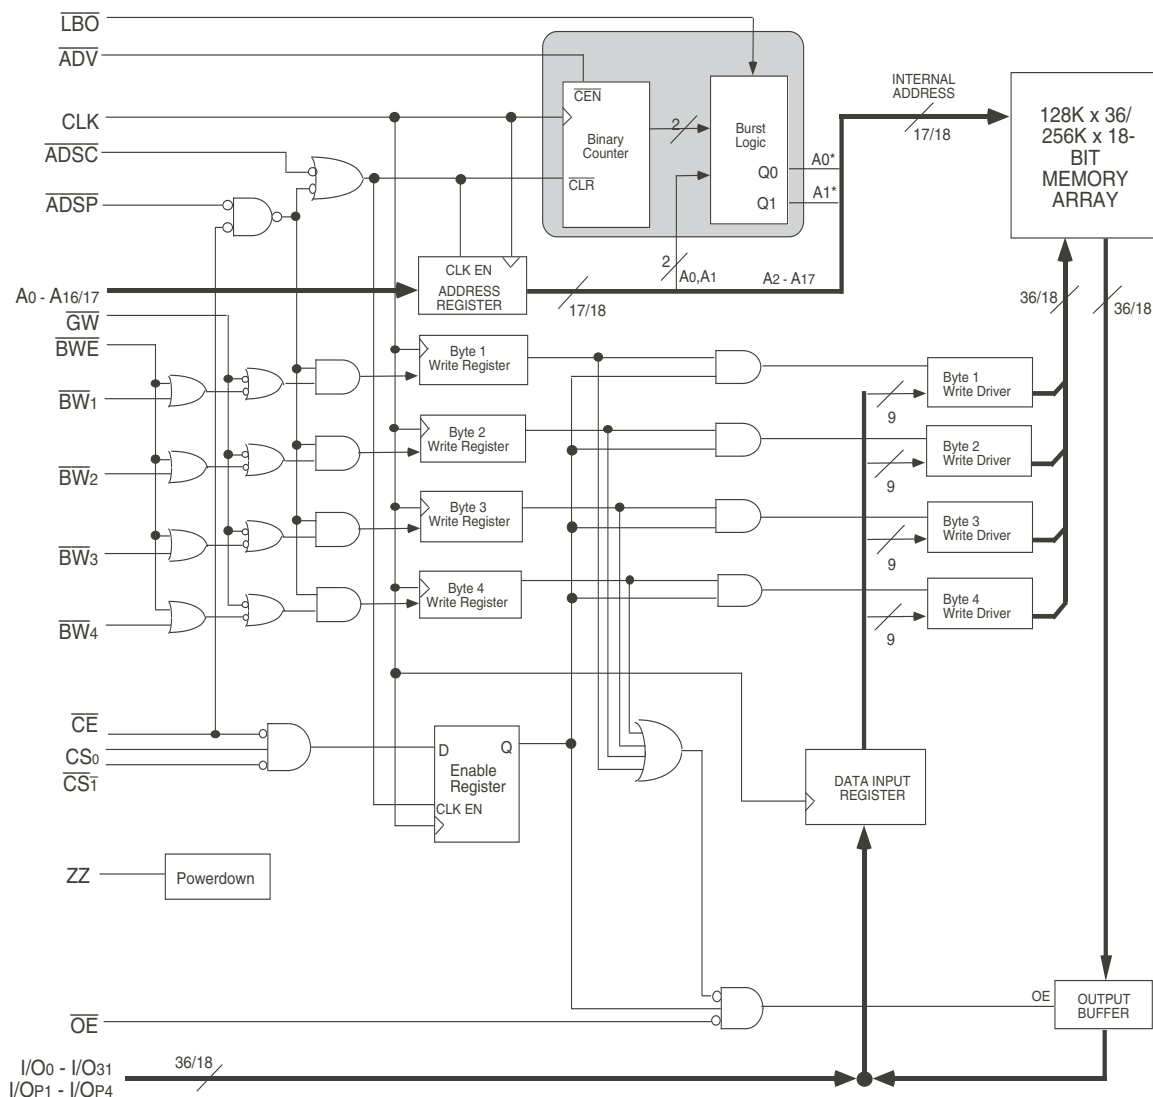 LBO
ADV
CLK
ADSC
ADSP
A0 - A16/17
GW
BWE
BW1
BW2
BW3
BW4
CE
CS0
CS1
ZZ
OE
I/O0 - I/O31
I/OP1 - I/OP4
36/18
CEN
Binary
Counter
CLR
2
Burst
Logic
Q0
Q1
A0*
A1*
2
A0,A1
A2 - A17
INTERNAL
ADDRESS
17/18
128K x 36/
256K x 18-
BIT
MEMORY
ARRAY
CLK EN
ADDRESS
REGISTER
17/18
36/18
36/18
Byte 1
Write Register
Byte 2
Write Register
Byte 3
Write Register
Byte 4
Write Register
9
Byte 1
Write Driver
9
Byte 2
Write Driver
9
Byte 3
Write Driver
9
Byte 4
Write Driver
D
Q
Enable
Register
CLK EN
DATA INPUT
REGISTER
Powerdown
OE
OUTPUT
BUFFER